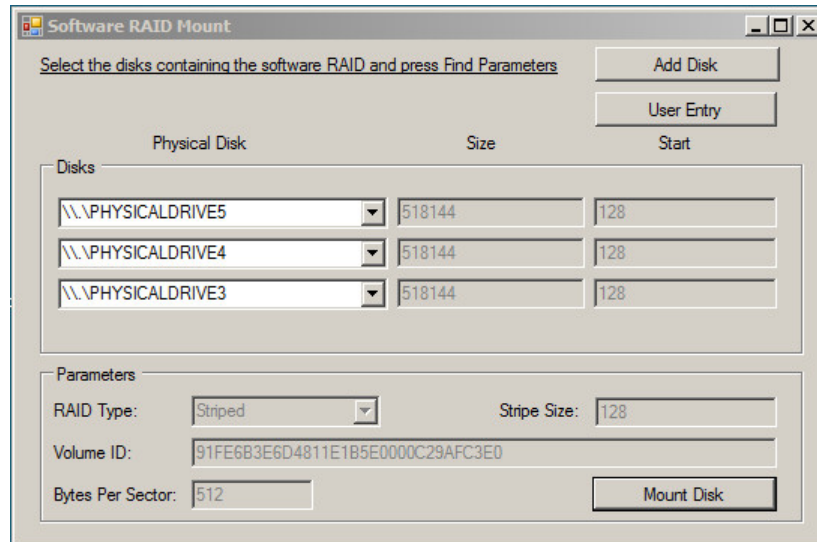 Software RAID Mount
Select the disks containing the software RAID and press Find Parameters
Add Disk
User Entry
Physical Disk Size Start
Disks
\\.\PHYSICALDRIVE5 518144 128
\\.\PHYSICALDRIVE4 518144 128
\\.\PHYSICALDRIVE3 518144 128
Parameters
RAID Type: Striped Stripe Size: 128
Volume ID: 91FE6B3E6D4811E1B5E0000C29AFC3E0
Bytes Per Sector: 512 Mount Disk